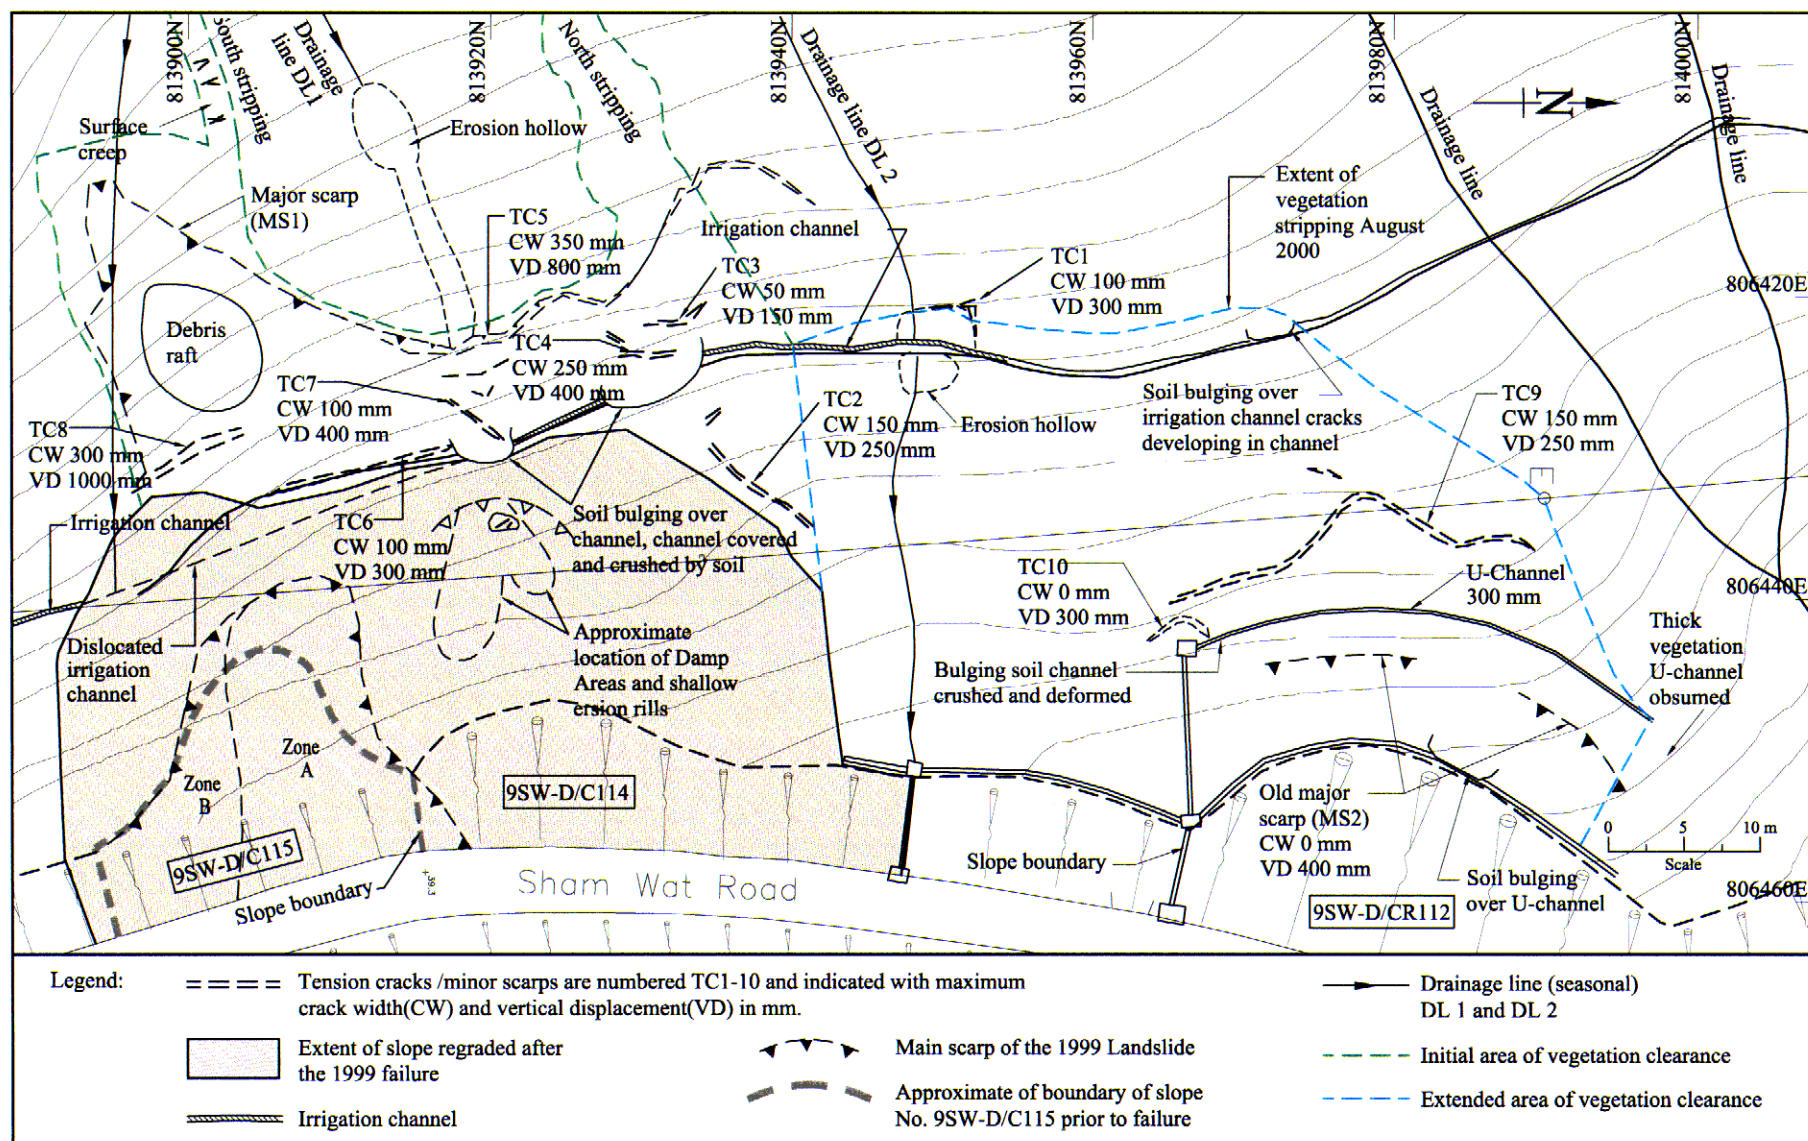 813900N
South stripping
Drainage
line DL1
813920N
North stripping
813940N
Drainage line DL 2
813960N
813980N
Drainage line
814000N
Drainage line
N
Surface
creep
Erosion hollow
Major scarp
(MS1)
TC5
CW 350 mm
VD 800 mm
Irrigation channel
TC3
CW 50 mm
VD 150 mm
TC1
CW 100 mm
VD 300 mm
Extent of
vegetation
stripping August
2000
806420E
Debris
raft
TC4
CW 250 mm
VD 400 mm
TC7
CW 100 mm
VD 400 mm
TC2
CW 150 mm
VD 250 mm
Erosion hollow
Soil bulging over
irrigation channel cracks
developing in channel
TC9
CW 150 mm
VD 250 mm
TC8
CW 300 mm
VD 1000 mm
Irrigation channel
TC6
CW 100 mm
VD 300 mm
Soil bulging over
channel, channel covered
and crushed by soil
TC10
CW 0 mm
VD 300 mm
U-Channel
300 mm
806440E
Dislocated
irrigation
channel
Approximate
location of Damp
Areas and shallow
ersion rills
Bulging soil channel
crushed and deformed
Thick
vegetation
U-channel
obsumed
Zone
A
Zone
B
9SW-D/C114
9SW-D/C115
Old major
scarp (MS2)
CW 0 mm
VD 400 mm
0 5 10 m
Scale
Slope boundary
39.3
Sham Wat Road
Slope boundary
Soil bulging
over U-channel
806460E
9SW-D/CR112
Legend:
Tension cracks /minor scarps are numbered TC1-10 and indicated with maximum
crack width(CW) and vertical displacement(VD) in mm.
Extent of slope regraded after
the 1999 failure
Irrigation channel
Main scarp of the 1999 Landslide
Approximate of boundary of slope
No. 9SW-D/C115 prior to failure
Drainage line (seasonal)
DL 1 and DL 2
Initial area of vegetation clearance
Extended area of vegetation clearance